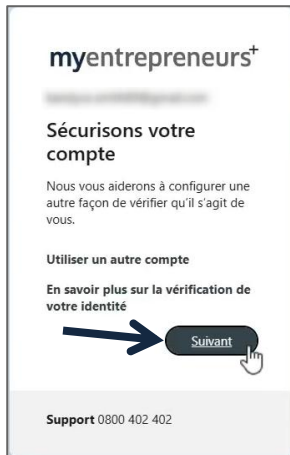 myentrepreneurs+
Sécurisons votre
compte
Nous vous aiderons à configurer une
autre façon de vérifier qu'il s'agit de
vous.
Utiliser un autre compte
En savoir plus sur la vérification de
votre identité
Suivant
Support 0800 402 402